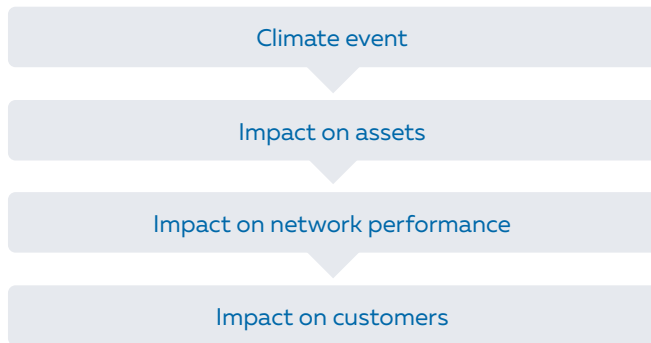 Climate event
Impact on assets
Impact on network performance
Impact on customers